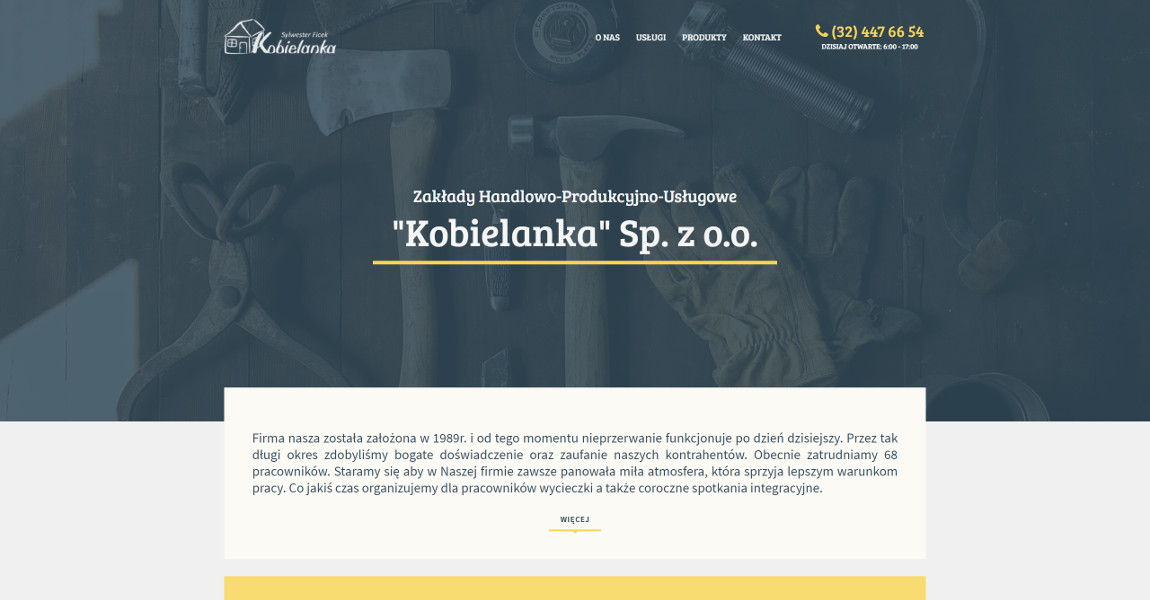 Sylwester Ficek
Kobielanka
O NAS
USŁUGI
PRODUKTY
KONTAKT
(32) 447 66 54
DZISIAJ OTWARTE: 6:00 - 17:00
Zakłady Handlowo-Produkcyjno-Usługowe
"Kobielanka" Sp. z o.o.
Firma nasza została założona w 1989r. i od tego momentu nieprzerwanie funkcjonuje po dzień dzisiejszy. Przez tak
długi okres zdobyliśmy bogate doświadczenie oraz zaufanie naszych kontrahentów. Obecnie zatrudniamy 68
pracowników. Staramy się aby w Naszej firmie zawsze panowała miła atmosfera, która sprzyja lepszym warunkom
pracy. Co jakiś czas organizujemy dla pracowników wycieczki a także coroczne spotkania integracyjne.
WIĘCEJ